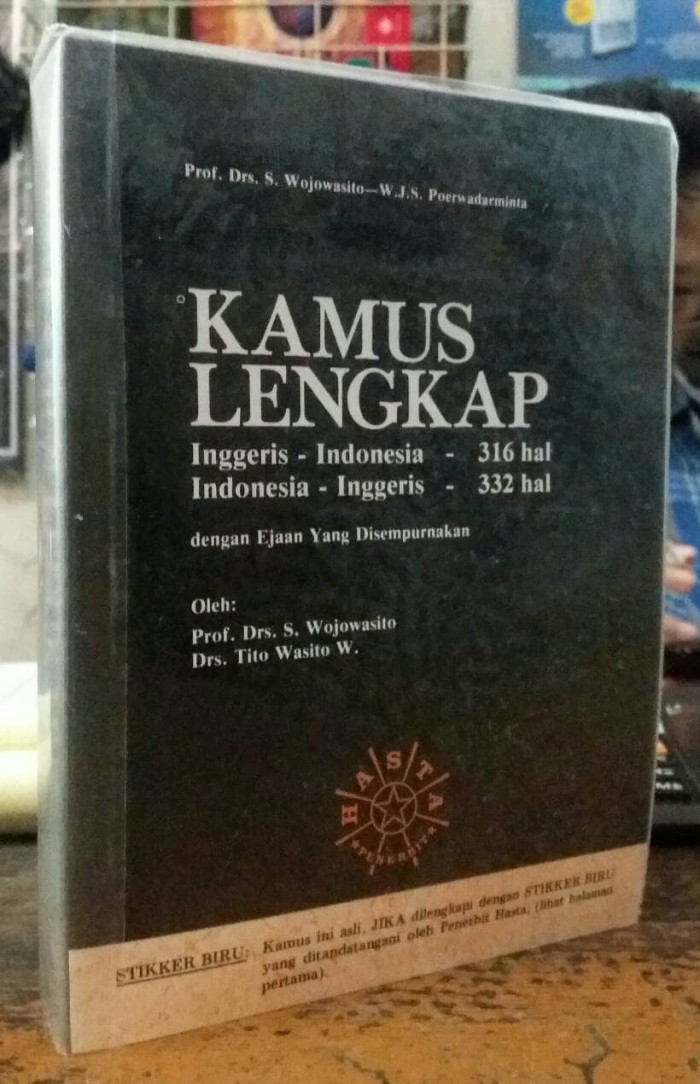 Prof. Drs. S. Wojowasito—W.J.S. Poerwadarminta
KAMUS
LENGKAP
Inggeris - Indonesia - 316 hal
Indonesia - Inggeris - 332 hal
dengan Ejaan Yang Disempurnakan
Oleh:
Prof. Drs. S. Wojowasito
Drs. Tito Wasito W.
HASTA
PENERBIT
STIKKER BIRU: Kamus ini asli, JIKA dilengkapi dengan STIKKER BIRU
yang ditandatangani oleh Penerbit Hasta, (lihat halaman
pertama).